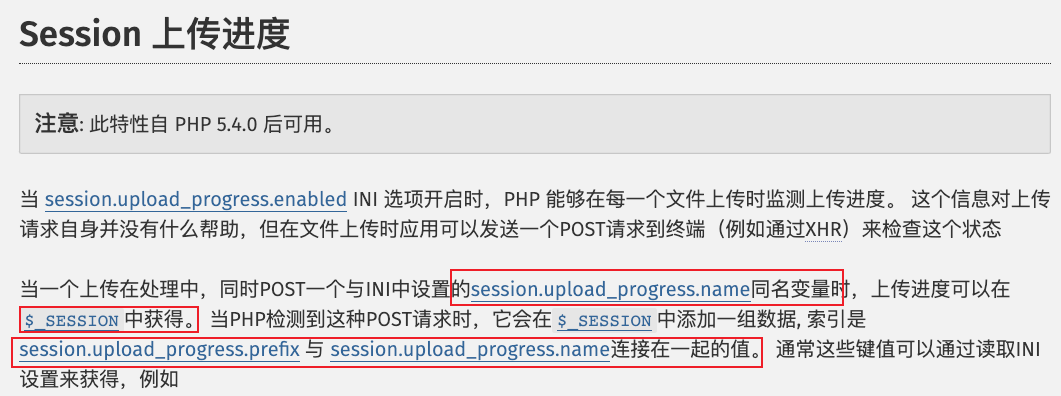 Session 上传进度
注意: 此特性自 PHP 5.4.0 后可用。
当 session.upload_progress.enabled INI 选项开启时，PHP 能够在每一个文件上传时监测上传进度。 这个信息对上传
请求自身并没有什么帮助，但在文件上传时应用可以发送一个POST请求到终端（例如通过XHR）来检查这个状态
当一个上传在处理中，同时POST一个与INI中设置的session.upload_progress.name同名变量时，上传进度可以在
$_SESSION 中获得。 当PHP检测到这种POST请求时，它会在 $_SESSION 中添加一组数据, 索引是
session.upload_progress.prefix 与 session.upload_progress.name连接在一起的值。 通常这些键值可以通过读取INI
设置来获得，例如